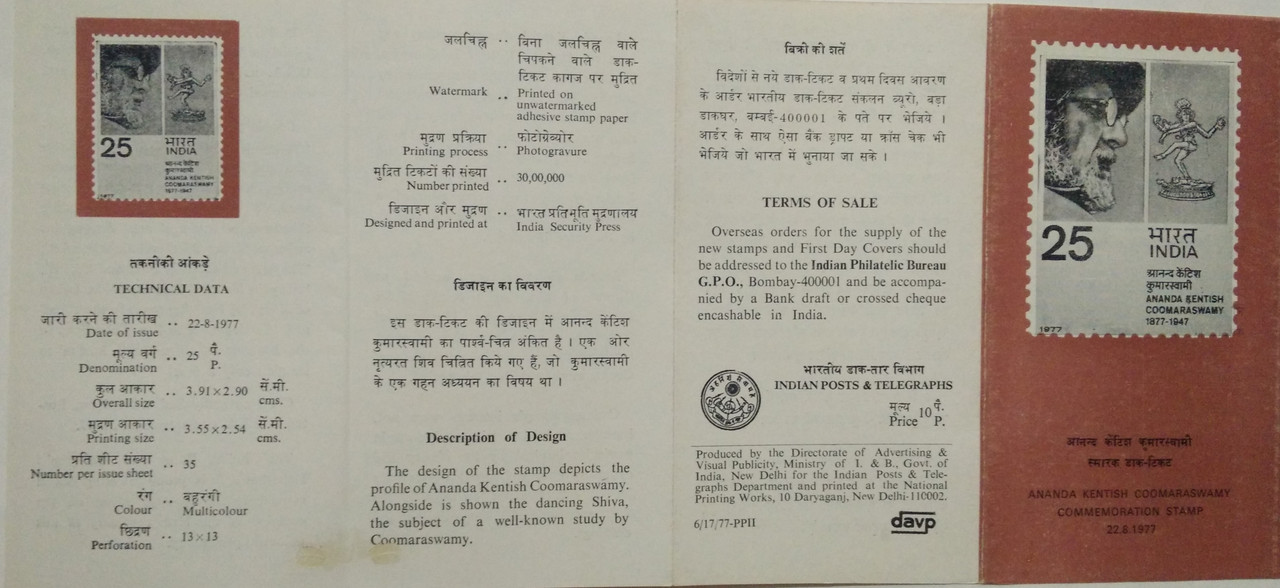 25
भारत
INDIA
आनन्द केंटिश
कुमारस्वामी
ANANDA KENTISH
COOMARASWAMY
1877-1947
1977
तकनीकी आंकड़े
TECHNICAL DATA
जारी करने की तारीख .. 22-8-1977
Date of issue
मूल्य वर्ग .. 25 पै.
Denomination P.
कुल आकार .. 3.91×2.90 सें.मी.
Overall size cms.
मुद्रण आकार .. 3.55×2.54 सें.मी.
Printing size cms.
प्रति शीट संख्या .. 35
Number per issue sheet
रंग .. बहुरंगी
Colour Multicolour
छिद्रण .. 13×13
Perforation
जलचिह्न .. बिना जलचिह्न वाले
चिपकने वाले डाक-
टिकट कागज पर मुद्रित
Watermark .. Printed on
unwatermarked
adhesive stamp paper
मुद्रण प्रक्रिया .. फोटोग्रेव्योर
Printing process Photogravure
मुद्रित टिकटों की संख्या .. 30,00,000
Number printed
डिजाइन और मुद्रण .. भारत प्रतिभूति मुद्रणालय
Designed and printed at India Security Press
डिजाइन का विवरण
इस डाक-टिकट की डिजाइन में आनन्द केंटिश
कुमारस्वामी का पार्श्व-चित्र अंकित है । एक ओर
नृत्यरत शिव चित्रित किये गए हैं, जो कुमारस्वामी
के एक गहन अध्ययन का विषय था ।
Description of Design
The design of the stamp depicts the
profile of Ananda Kentish Coomaraswamy.
Alongside is shown the dancing Shiva,
the subject of a well-known study by
Coomaraswamy.
बिक्री की शर्तें
विदेशों से नये डाक-टिकट व प्रथम दिवस आवरण
के आर्डर भारतीय डाक-टिकट संकलन ब्यूरो, बड़ा
डाकघर, बम्बई-400001 के पते पर भेजिये ।
आर्डर के साथ ऐसा बैंक ड्राफ्ट या क्रॉस चेक भी
भेजिये जो भारत में भुनाया जा सके ।
TERMS OF SALE
Overseas orders for the supply of the
new stamps and First Day Covers should
be addressed to the Indian Philatelic Bureau
G.P.O., Bombay-400001 and be accompa-
nied by a Bank draft or crossed cheque
encashable in India.
भारतीय डाक-तार विभाग
INDIAN POSTS & TELEGRAPHS
मूल्य 10 पै.
Price P.
Produced by the Directorate of Advertising &
Visual Publicity, Ministry of I. & B., Govt. of
India, New Delhi for the Indian Posts & Tele-
graphs Department and printed at the National
Printing Works, 10 Daryaganj, New Delhi-110002.
6/17/77-PPII
davp
25
भारत
INDIA
आनन्द केंटिश
कुमारस्वामी
ANANDA KENTISH
COOMARASWAMY
1877-1947
1977
आनन्द केंटिश कुमारस्वामी
स्मारक डाक-टिकट
ANANDA KENTISH COOMARASWAMY
COMMEMORATION STAMP
22.8.1977